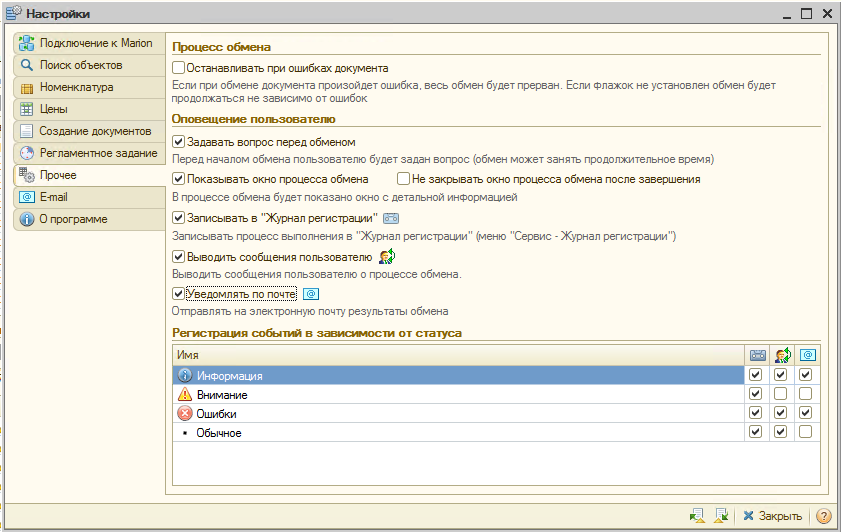 Настройки
Подключение к Marion
Поиск объектов
Номенклатура
Цены
Создание документов
Регламентное задание
Прочее
E-mail
О программе
Процесс обмена
Останавливать при ошибках документа
Если при обмене документа произойдет ошибка, весь обмен будет прерван. Если Флажок не установлен обмен будет
продолжаться не зависимо от ошибок
Оповещение пользователю
Задавать вопрос перед обменом
Перед началом обмена пользователю будет задан вопрос (обмен может занять продолжительное время)
Показывать окно процесса обмена
Не закрывать окно процесса обмена после завершения
В процессе обмена будет показано окно с детальной информацией
Записывать в "Журнал регистрации"
Записывать процесс выполнения в "Журнал регистрации" (меню "Сервис - Журнал регистрации")
Выводить сообщения пользователю
Выводить сообщения пользователю о процессе обмена.
Уведомлять по почте
Отправлять на электронную почту результаты обмена
Регистрация событий в зависимости от статуса
Имя
Информация
Внимание
Ошибки
Обычное
Закрыть